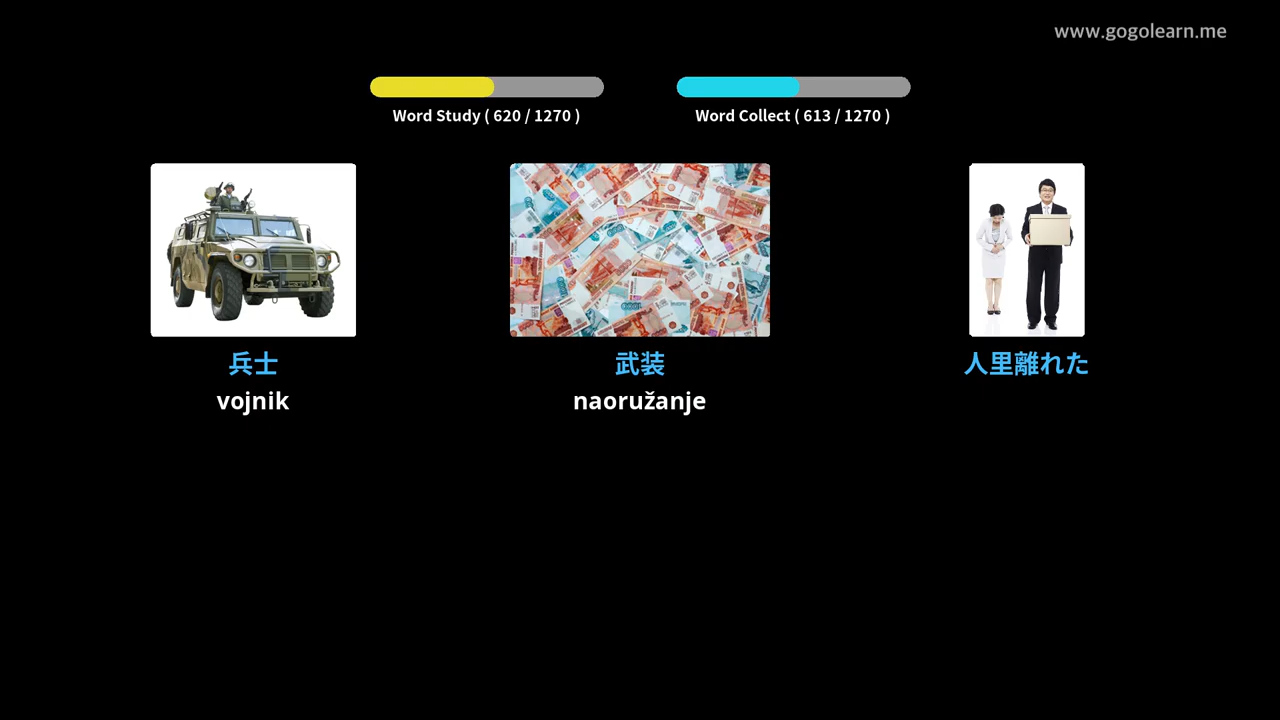 www.gogolearn.me
Word Study ( 620 / 1270 )
Word Collect ( 613 / 1270 )
兵士
武装
人里離れた
vojnik
naoružanje